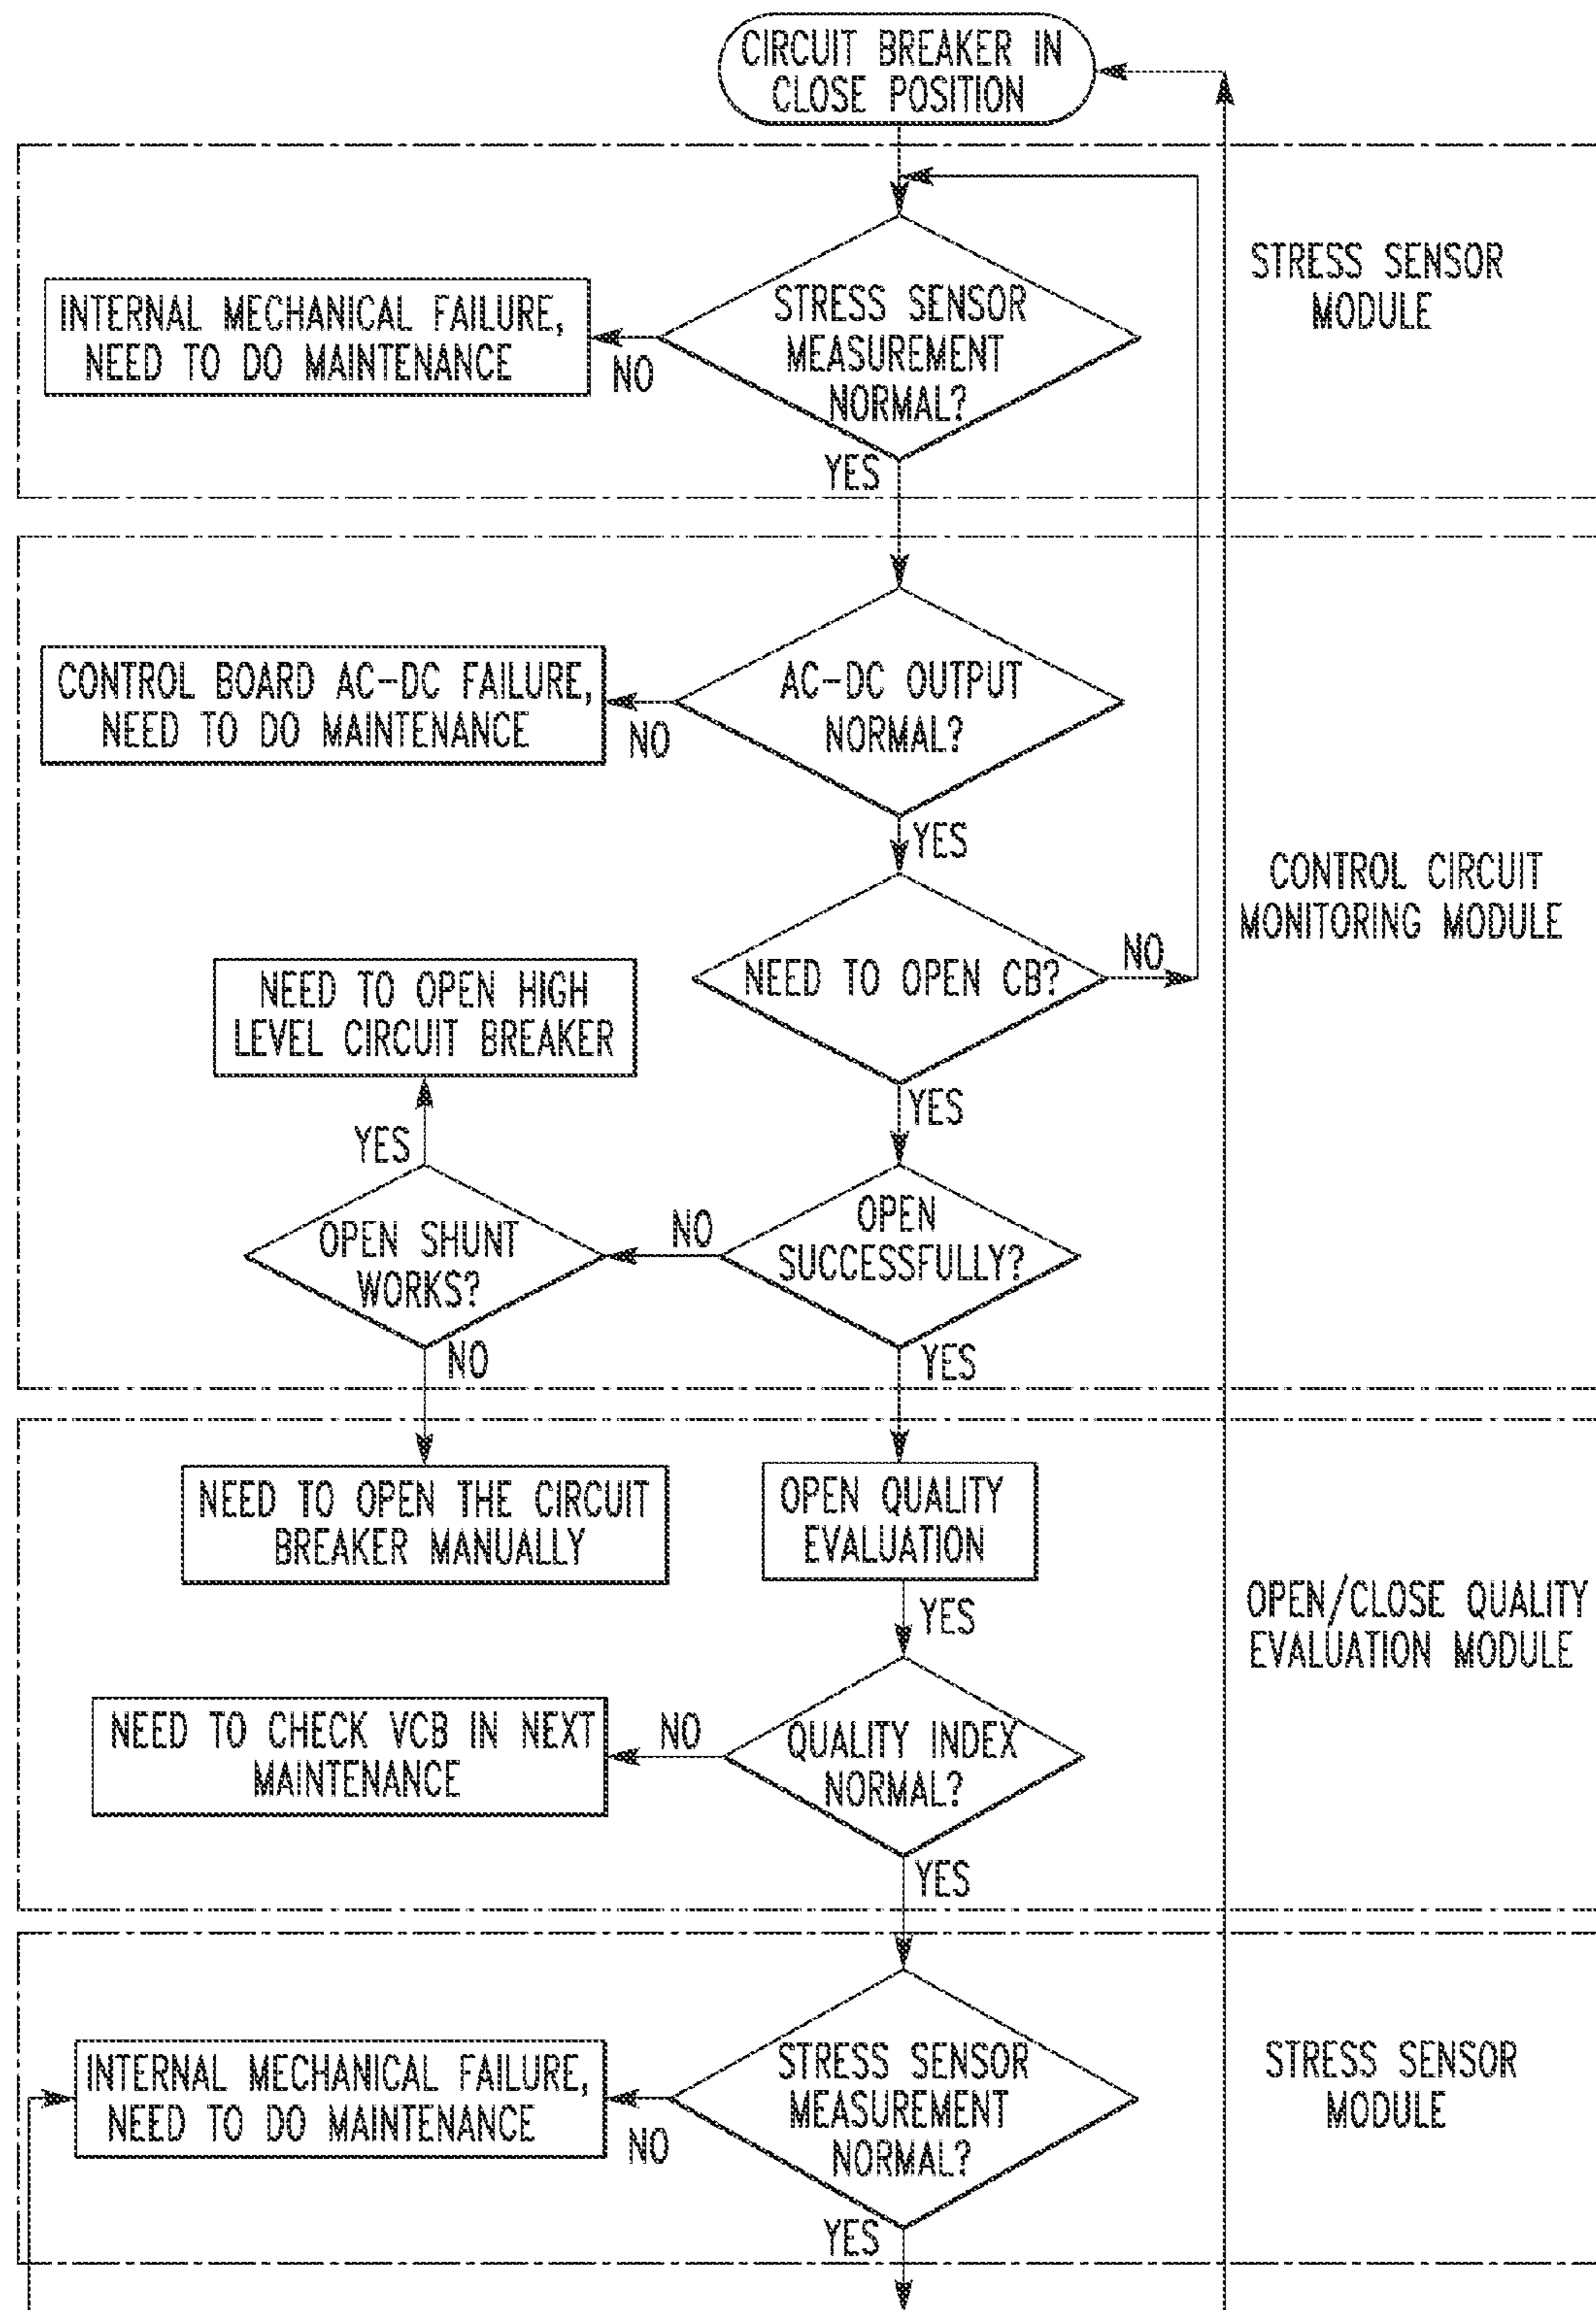 CIRCUIT BREAKER IN
CLOSE POSITION
STRESS SENSOR
MODULE
STRESS SENSOR
MEASUREMENT
NORMAL?
INTERNAL MECHANICAL FAILURE,
NEED TO DO MAINTENANCE
NO
YES
AC-DC OUTPUT
NORMAL?
CONTROL BOARD AC-DC FAILURE,
NEED TO DO MAINTENANCE
NO
YES
CONTROL CIRCUIT
MONITORING MODULE
NEED TO OPEN CB?
NO
NEED TO OPEN HIGH
LEVEL CIRCUIT BREAKER
YES
YES
OPEN
SUCCESSFULLY?
NO
OPEN SHUNT
WORKS?
NO
YES
NEED TO OPEN THE CIRCUIT
BREAKER MANUALLY
OPEN QUALITY
EVALUATION
YES
OPEN/CLOSE QUALITY
EVALUATION MODULE
QUALITY INDEX
NORMAL?
NO
NEED TO CHECK VCB IN NEXT
MAINTENANCE
YES
STRESS SENSOR
MEASUREMENT
NORMAL?
INTERNAL MECHANICAL FAILURE,
NEED TO DO MAINTENANCE
NO
STRESS SENSOR
MODULE
YES